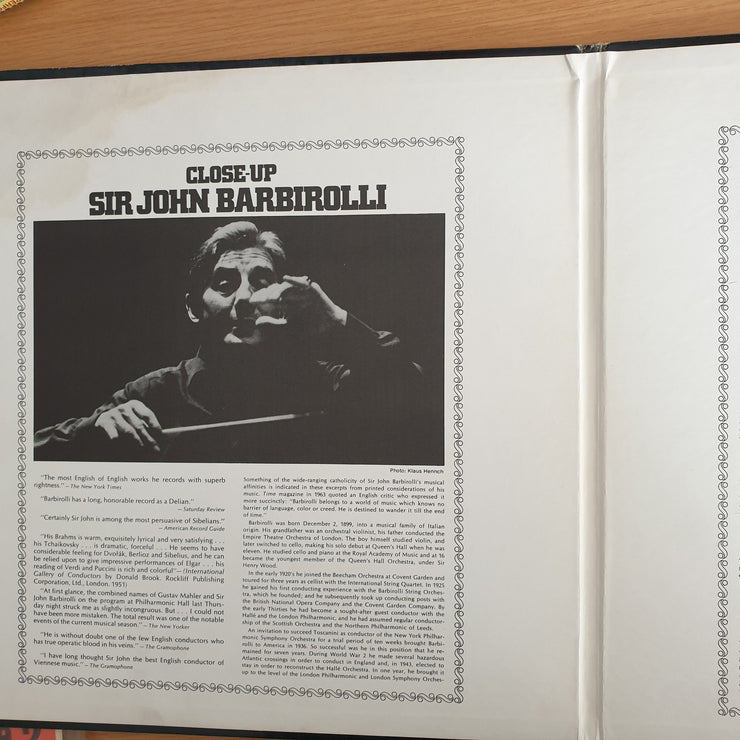 CLOSE-UP
SIR JOHN BARBIROLLI
Photo: Klaus Hennch
"The most English of English works he records with superb
rightness." – The New York Times
"Barbirolli has a long, honorable record as a Delian."
– Saturday Review
"Certainly Sir John is among the most persuasive of Sibelians."
– American Record Guide
"His Brahms is warm, exquisitely lyrical and very satisfying . . .
his Tchaikovsky . . . is dramatic, forceful . . . He seems to have
considerable feeling for Dvořák, Berlioz and Sibelius, and he can
be relied upon to give impressive performances of Elgar . . . his
reading of Verdi and Puccini is rich and colorful"– (International
Gallery of Conductors by Donald Brook. Rockliff Publishing
Corporation, Ltd., London. 1951)
"At first glance, the combined names of Gustav Mahler and Sir
John Barbirolli on the program at Philharmonic Hall last Thurs-
day night struck me as slightly incongruous. But . . . I could not
have been more mistaken. The total result was one of the notable
events of the current musical season." – The New Yorker
"He is without doubt one of the few English conductors who
has true operatic blood in his veins." – The Gramophone
"I have long thought Sir John the best English conductor of
Viennese music." – The Gramophone
Something of the wide-ranging catholicity of Sir John Barbirolli's musical
affinities is indicated in these excerpts from printed considerations of his
music. Time magazine in 1963 quoted an English critic who expressed it
more succinctly: "Barbirolli belongs to a world of music which knows no
barrier of language, color or creed. He is destined to wander it till the end
of time."
Barbirolli was born December 2, 1899, into a musical family of Italian
origin. His grandfather was an orchestral violinist, his father conducted the
Empire Theatre Orchestra of London. The boy himself studied violin, and
later switched to cello, making his solo debut at Queen's Hall when he was
eleven. He studied cello and piano at the Royal Academy of Music and at 16
became the youngest member of the Queen's Hall Orchestra, under Sir
Henry Wood.
In the early 1920's he joined the Beecham Orchestra at Covent Garden and
toured for three years as cellist with the International String Quartet. In 1925
he gained his first conducting experience with the Barbirolli String Orches-
tra, which he founded; and he subsequently took up conducting posts with
the British National Opera Company and the Covent Garden Company. By
the early Thirties he had become a sought-after guest conductor with the
Hallé and the London Philharmonic, and he had assumed regular conductor-
ship of the Scottish Orchestra and the Northern Philharmonic of Leeds.
An invitation to succeed Toscanini as conductor of the New York Philhar-
monic Symphony Orchestra for a trial period of ten weeks brought Barbi-
rolli to America in 1936. So successful was he in this position that he re-
mained for seven years. During World War 2 he made several hazardous
Atlantic crossings in order to conduct in England and, in 1943, elected to
stay in order to reconstruct the Hallé Orchestra. In one year, he brought it
up to the level of the London Philharmonic and London Symphony Orches-